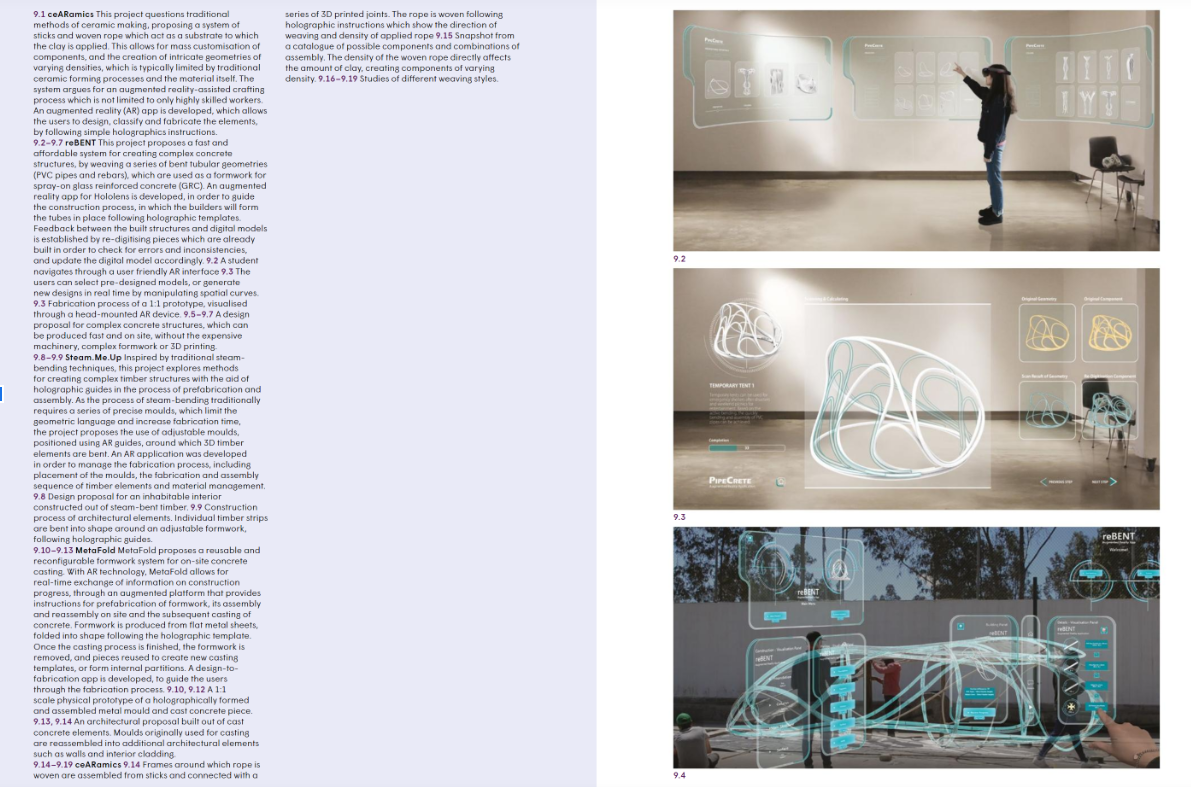 9.1 ceARamics This project questions traditional
methods of ceramic making, proposing a system of
sticks and woven rope which act as a substrate to which
the clay is applied. This allows for mass customisation of
components, and the creation of intricate geometries of
varying densities, which is typically limited by traditional
ceramic forming processes and the material itself. The
system argues for an augmented reality-assisted crafting
process which is not limited to only highly skilled workers.
An augmented reality (AR) app is developed, which allows
the users to design, classify and fabricate the elements,
by following simple holographics instructions.
9.2–9.7 reBENT This project proposes a fast and
affordable system for creating complex concrete
structures, by weaving a series of bent tubular geometries
(PVC pipes and rebars), which are used as a formwork for
spray-on glass reinforced concrete (GRC). An augmented
reality app for Hololens is developed, in order to guide
the construction process, in which the builders will form
the tubes in place following holographic templates.
Feedback between the built structures and digital models
is established by re-digitising pieces which are already
built in order to check for errors and inconsistencies,
and update the digital model accordingly. 9.2 A student
navigates through a user friendly AR interface 9.3 The
users can select pre-designed models, or generate
new designs in real time by manipulating spatial curves.
9.3 Fabrication process of a 1:1 prototype, visualised
through a head-mounted AR device. 9.5–9.7 A design
proposal for complex concrete structures, which can
be produced fast and on site, without the expensive
machinery, complex formwork or 3D printing.
9.8–9.9 Steam.Me.Up Inspired by traditional steam-
bending techniques, this project explores methods
for creating complex timber structures with the aid of
holographic guides in the process of prefabrication and
assembly. As the process of steam-bending traditionally
requires a series of precise moulds, which limit the
geometric language and increase fabrication time,
the project proposes the use of adjustable moulds,
positioned using AR guides, around which 3D timber
elements are bent. An AR application was developed
in order to manage the fabrication process, including
placement of the moulds, the fabrication and assembly
sequence of timber elements and material management.
9.8 Design proposal for an inhabitable interior
constructed out of steam-bent timber. 9.9 Construction
process of architectural elements. Individual timber strips
are bent into shape around an adjustable formwork,
following holographic guides.
9.10–9.13 MetaFold MetaFold proposes a reusable and
reconfigurable formwork system for on-site concrete
casting. With AR technology, MetaFold allows for
real-time exchange of information on construction
progress, through an augmented platform that provides
instructions for prefabrication of formwork, its assembly
and reassembly on site and the subsequent casting of
concrete. Formwork is produced from flat metal sheets,
folded into shape following the holographic template.
Once the casting process is finished, the formwork is
removed, and pieces reused to create new casting
templates, or form internal partitions. A design-to-
fabrication app is developed, to guide the users
through the fabrication process. 9.10, 9.12 A 1:1
scale physical prototype of a holographically formed
and assembled metal mould and cast concrete piece.
9.13, 9.14 An architectural proposal built out of cast
concrete elements. Moulds originally used for casting
are reassembled into additional architectural elements
such as walls and interior cladding.
9.14–9.19 ceARamics 9.14 Frames around which rope is
woven are assembled from sticks and connected with a
series of 3D printed joints. The rope is woven following
holographic instructions which show the direction of
weaving and density of applied rope 9.15 Snapshot from
a catalogue of possible components and combinations of
assembly. The density of the woven rope directly affects
the amount of clay, creating components of varying
density. 9.16–9.19 Studies of different weaving styles.
9.2
Original Geometry
Original Component
TEMPORARY TENT 1
Completion:
PIPECRETE
PREVIOUS STEP
NEXT STEP
9.3
reBENT
Welcome!
reBENT
Main Menu
reBENT
reBENT
reBENT
9.4